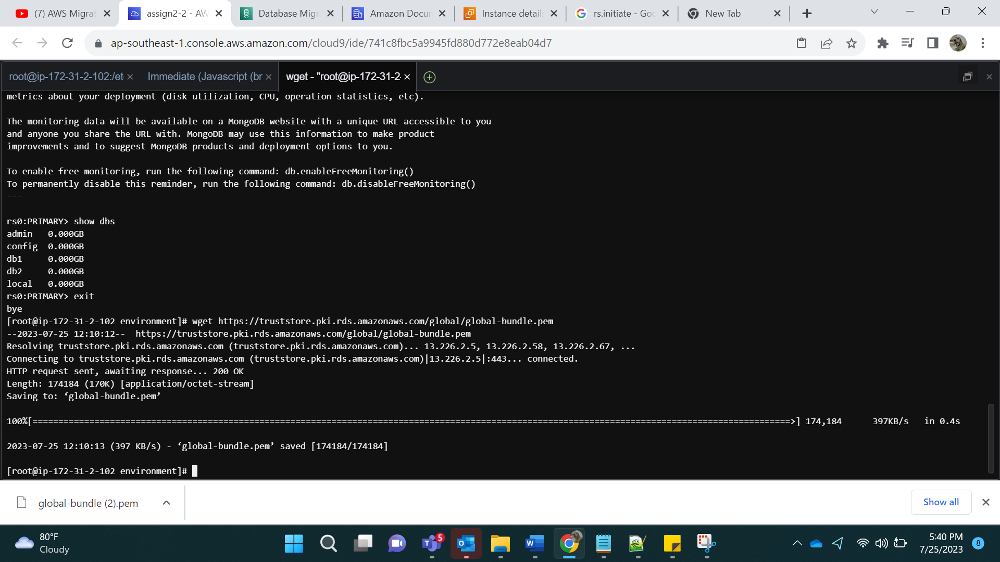 (7) AWS Migrat
assign2-2 - AW
Database Migr
Amazon Docu
Instance details
rs.initiate - Goo
New Tab
ap-southeast-1.console.aws.amazon.com/cloud9/ide/741c8fbc5a9945fd880d772e8eab04d7
root@ip-172-31-2-102:/et
Immediate (Javascript (br
wget - "root@ip-172-31-2-
metrics about your deployment (disk utilization, CPU, operation statistics, etc).
The monitoring data will be available on a MongoDB website with a unique URL accessible to you
and anyone you share the URL with. MongoDB may use this information to make product
improvements and to suggest MongoDB products and deployment options to you.
To enable free monitoring, run the following command: db.enableFreeMonitoring()
To permanently disable this reminder, run the following command: db.disableFreeMonitoring()
---
rs0:PRIMARY> show dbs
admin   0.000GB
config  0.000GB
db1     0.000GB
db2     0.000GB
local   0.000GB
rs0:PRIMARY> exit
bye
[root@ip-172-31-2-102 environment]# wget https://truststore.pki.rds.amazonaws.com/global/global-bundle.pem
--2023-07-25 12:10:12--  https://truststore.pki.rds.amazonaws.com/global/global-bundle.pem
Resolving truststore.pki.rds.amazonaws.com (truststore.pki.rds.amazonaws.com)... 13.226.2.5, 13.226.2.58, 13.226.2.67, ...
Connecting to truststore.pki.rds.amazonaws.com (truststore.pki.rds.amazonaws.com)|13.226.2.5|:443... connected.
HTTP request sent, awaiting response... 200 OK
Length: 174184 (170K) [application/octet-stream]
Saving to: ‘global-bundle.pem’
100%[===================================================================================================================================================>] 174,184      397KB/s   in 0.4s
2023-07-25 12:10:13 (397 KB/s) - ‘global-bundle.pem’ saved [174184/174184]
[root@ip-172-31-2-102 environment]#
global-bundle (2).pem
Show all
80°F
Cloudy
5
5:40 PM
7/25/2023
8